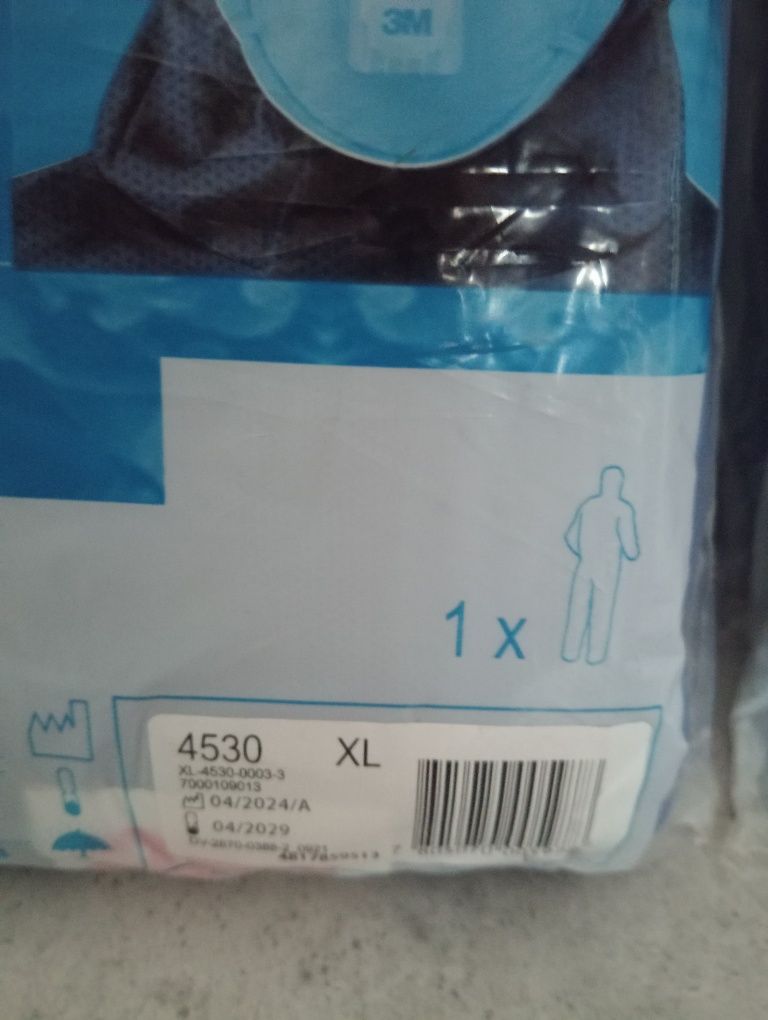 3M
1 x
4530 XL
XL-4530-0003-3
7000109013
04/2024/A
04/2029